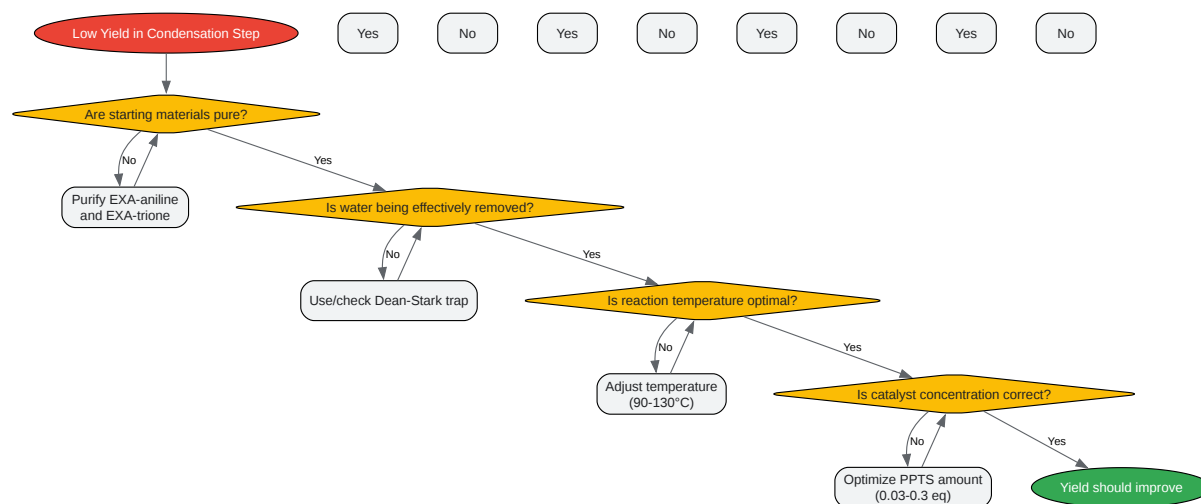 Low Yield in Condensation Step
Yes
No
Yes
No
Yes
No
Yes
No
Are starting materials pure?
No
Yes
Purify EXA-aniline
and EXA-trione
Is water being effectively removed?
No
Yes
Use/check Dean-Stark trap
Is reaction temperature optimal?
No
Yes
Adjust temperature
(90-130°C)
Is catalyst concentration correct?
No
Yes
Optimize PPTS amount
(0.03-0.3 eq)
Yield should improve